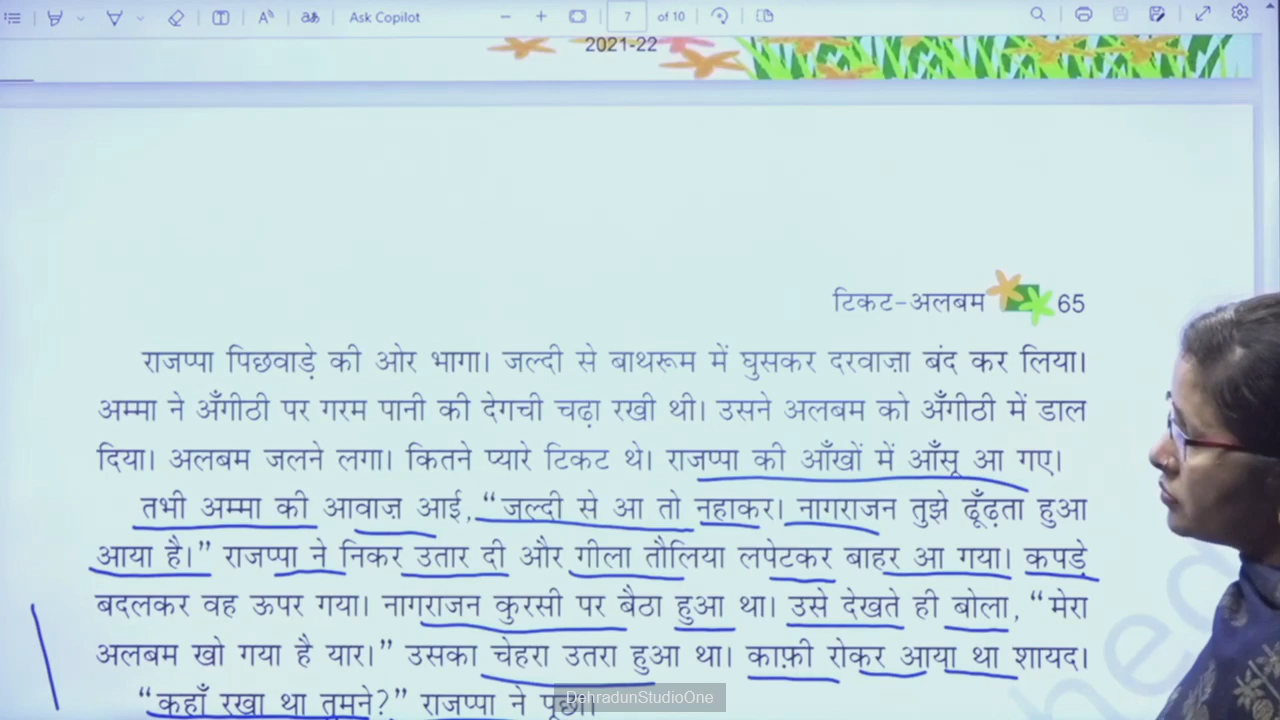 Ask Copilot
7 of 10
2021-22
टिकट-अलबम 65
राजप्पा पिछवाड़े की ओर भागा। जल्दी से बाथरूम में घुसकर दरवाज़ा बंद कर लिया।
अम्मा ने अँगीठी पर गरम पानी की देगची चढ़ा रखी थी। उसने अलबम को अँगीठी में डाल
दिया। अलबम जलने लगा। कितने प्यारे टिकट थे। राजप्पा की आँखों में आँसू आ गए।
तभी अम्मा की आवाज़ आई, “जल्दी से आ तो नहाकर। नागराजन तुझे ढूँढ़ता हुआ
आया है।” राजप्पा ने निकर उतार दी और गीला तौलिया लपेटकर बाहर आ गया। कपड़े
बदलकर वह ऊपर गया। नागराजन कुरसी पर बैठा हुआ था। उसे देखते ही बोला, “मेरा
अलबम खो गया है यार।” उसका चेहरा उतरा हुआ था। काफ़ी रोकर आया था शायद।
“कहाँ रखा था तुमने?” राजप्पा ने पूछा।
DehradunStudioOne